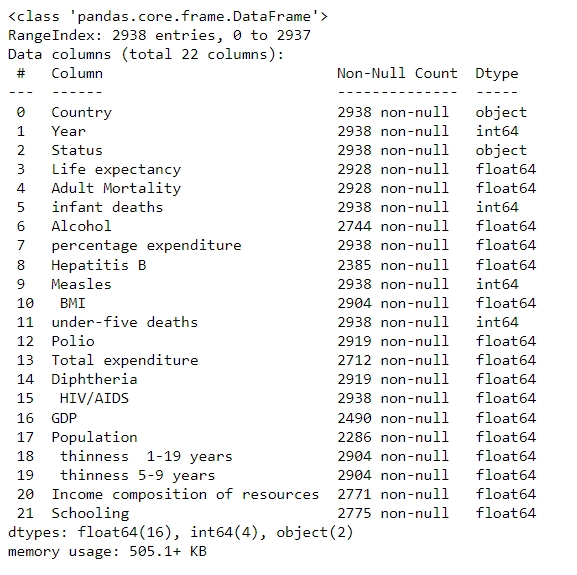 <class 'pandas.core.frame.DataFrame'>
RangeIndex: 2938 entries, 0 to 2937
Data columns (total 22 columns):
 #   Column                           Non-Null Count  Dtype
---  ------                           --------------  -----
 0   Country                          2938 non-null   object
 1   Year                             2938 non-null   int64
 2   Status                           2938 non-null   object
 3   Life expectancy                  2928 non-null   float64
 4   Adult Mortality                  2928 non-null   float64
 5   infant deaths                    2938 non-null   int64
 6   Alcohol                          2744 non-null   float64
 7   percentage expenditure           2938 non-null   float64
 8   Hepatitis B                      2385 non-null   float64
 9   Measles                          2938 non-null   int64
 10   BMI                             2904 non-null   float64
 11  under-five deaths                2938 non-null   int64
 12  Polio                            2919 non-null   float64
 13  Total expenditure                2712 non-null   float64
 14  Diphtheria                       2919 non-null   float64
 15   HIV/AIDS                        2938 non-null   float64
 16  GDP                              2490 non-null   float64
 17  Population                       2286 non-null   float64
 18   thinness  1-19 years            2904 non-null   float64
 19   thinness 5-9 years              2904 non-null   float64
 20  Income composition of resources  2771 non-null   float64
 21  Schooling                        2775 non-null   float64
dtypes: float64(16), int64(4), object(2)
memory usage: 505.1+ KB